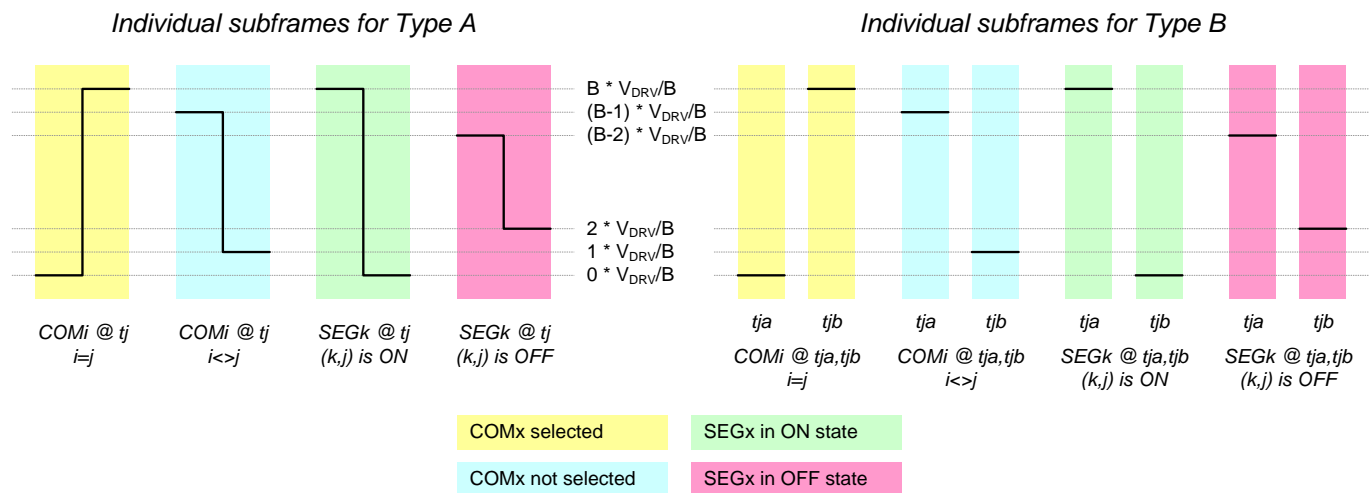 Individual subframes for Type A
Individual subframes for Type B
B * VDRV/B
(B-1) * VDRV/B
(B-2) * VDRV/B
2 * VDRV/B
1 * VDRV/B
0 * VDRV/B
COMi @ tj
i=j
COMi @ tj
i<>j
SEGk @ tj
(k,j) is ON
SEGk @ tj
(k,j) is OFF
tja tjb
COMi @ tja,tjb
i=j
tja tjb
COMi @ tja,tjb
i<>j
tja tjb
SEGk @ tja,tjb
(k,j) is ON
tja tjb
SEGk @ tja,tjb
(k,j) is OFF
COMx selected
SEGx in ON state
COMx not selected
SEGx in OFF state